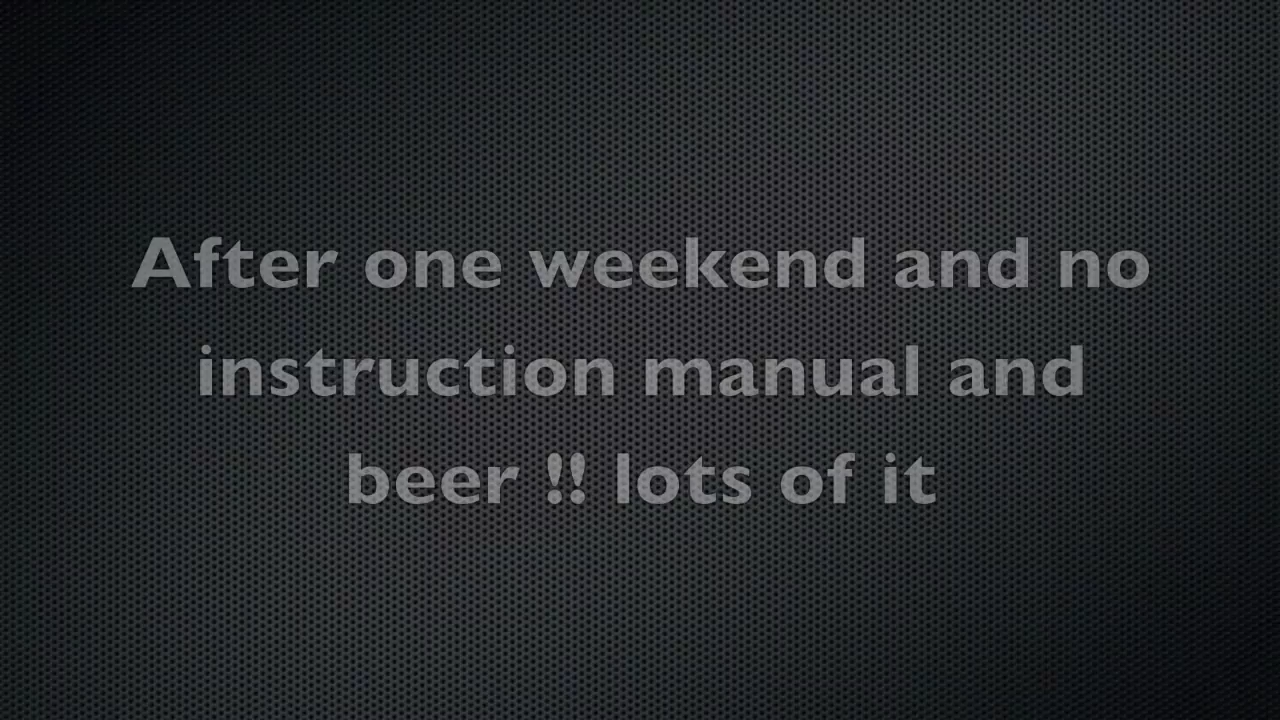 After one weekend and no
instruction manual and
beer !! lots of it